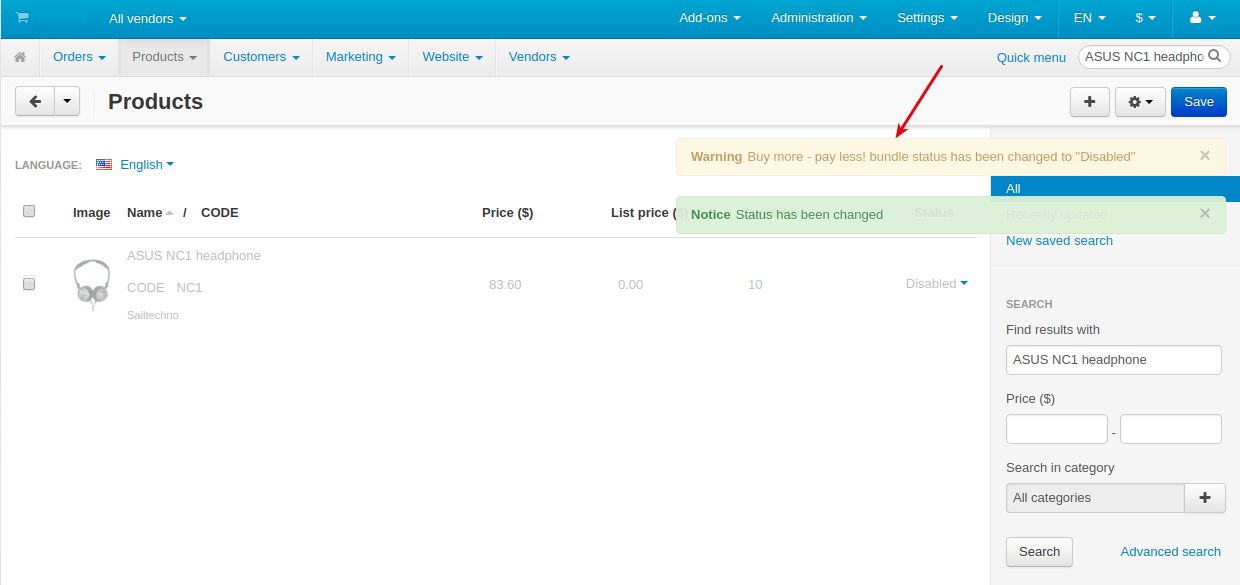 All vendors Add-ons Administration Settings Design EN $
Orders Products Customers Marketing Website Vendors Quick menu ASUS NC1 headpho
Products Save
Warning Buy more - pay less! bundle status has been changed to "Disabled" ×
LANGUAGE: English
All
Image Name / CODE Price ($) List price ( Status
Notice Status has been changed ×
Recently updated
New saved search
ASUS NC1 headphone
CODE NC1 83.60 0.00 10 Disabled
Sailtechno
SEARCH
Find results with
ASUS NC1 headphone
Price ($)
-
Search in category
All categories
Search Advanced search